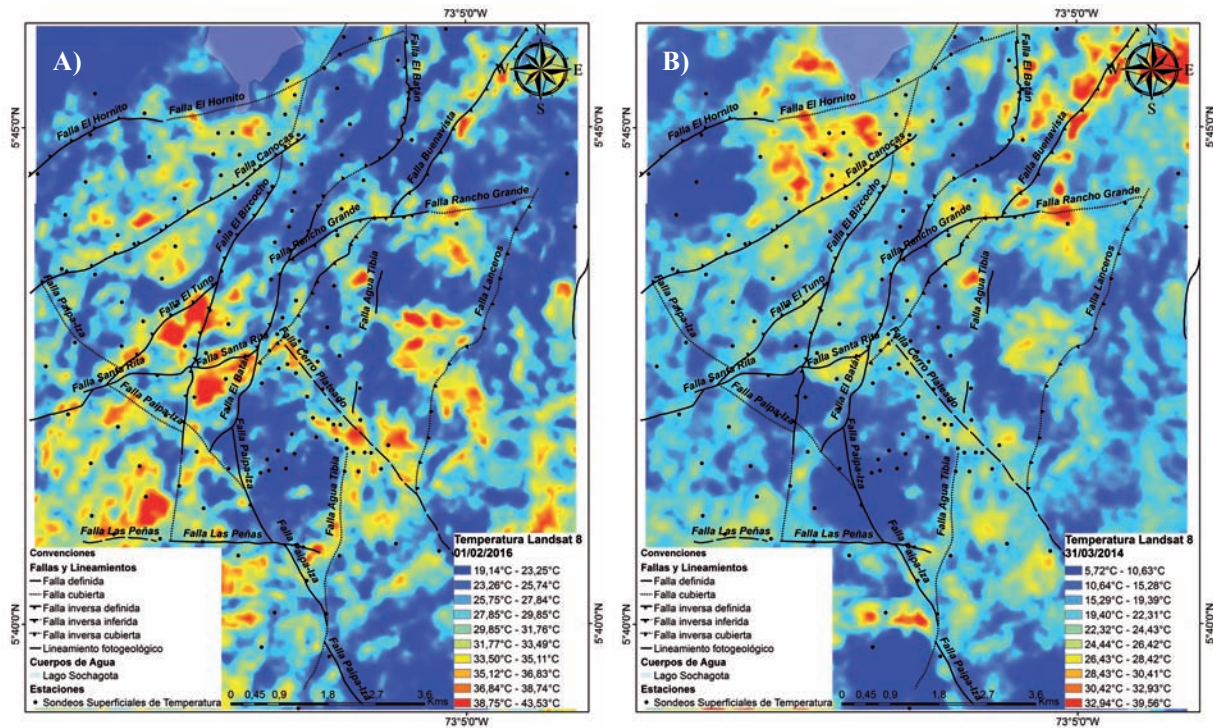 73°5'0"W
A)
N
W
E
S
Falla El Batán
Falla El Hornito
Falla El Hornito
Falla Buenavista
5°45'0"N
Falla Canocas
Falla El Bizcocho
Falla Rancho Grande
Falla Rancho Grande
Falla Lanceros
Falla Agua Tibia
Falla El Tuno
Falla Paipa-Iza
Falla Santa Rita
Falla Cerro Plateado
Falla Santa Rita
Falla El Batán
Falla Paipa-Iza
Falla Paipa-Iza
Falla Agua Tibia
Falla Las Peñas
Falla Las Peñas
Falla Paipa-Iza
Falla Paipa-Iza
5°40'0"N
Convenciones
Fallas y Lineamientos
Falla definida
Falla cubierta
Falla inversa definida
Falla inversa inferida
Falla inversa cubierta
Lineamiento fotogeológico
Cuerpos de Agua
Lago Sochagota
Estaciones
Sondeos Superficiales de Temperatura
Temperatura Landsat 8
01/02/2016
19,14°C - 23,25°C
23,26°C - 25,74°C
25,75°C - 27,84°C
27,85°C - 29,85°C
29,85°C - 31,76°C
31,77°C - 33,49°C
33,50°C - 35,11°C
35,12°C - 36,83°C
36,84°C - 38,74°C
38,75°C - 43,53°C
0 0,45 0,9 1,8 2,7 3,6
Kms
73°5'0"W
73°5'0"W
B)
N
W
E
S
Falla El Batán
Falla El Hornito
Falla El Hornito
Falla Buenavista
5°45'0"N
5°45'0"N
Falla Canocas
Falla El Bizcocho
Falla Rancho Grande
Falla Rancho Grande
Falla Lanceros
Falla Agua Tibia
Falla El Tuno
Falla Paipa-Iza
Falla Santa Rita
Falla Cerro Plateado
Falla Santa Rita
Falla El Batán
Falla Paipa-Iza
Falla Paipa-Iza
Falla Agua Tibia
Falla Las Peñas
Falla Las Peñas
Falla Paipa-Iza
Falla Paipa-Iza
5°40'0"N
5°40'0"N
Convenciones
Fallas y Lineamientos
Falla definida
Falla cubierta
Falla inversa definida
Falla inversa inferida
Falla inversa cubierta
Lineamiento fotogeológico
Cuerpos de Agua
Lago Sochagota
Estaciones
Sondeos Superficiales de Temperatura
Temperatura Landsat 8
31/03/2014
5,72°C - 10,63°C
10,64°C - 15,28°C
15,29°C - 19,39°C
19,40°C - 22,31°C
22,32°C - 24,43°C
24,44°C - 26,42°C
26,43°C - 28,42°C
28,43°C - 30,41°C
30,42°C - 32,93°C
32,94°C - 39,56°C
0 0,45 0,9 1,8 2,7 3,6
Kms
73°5'0"W